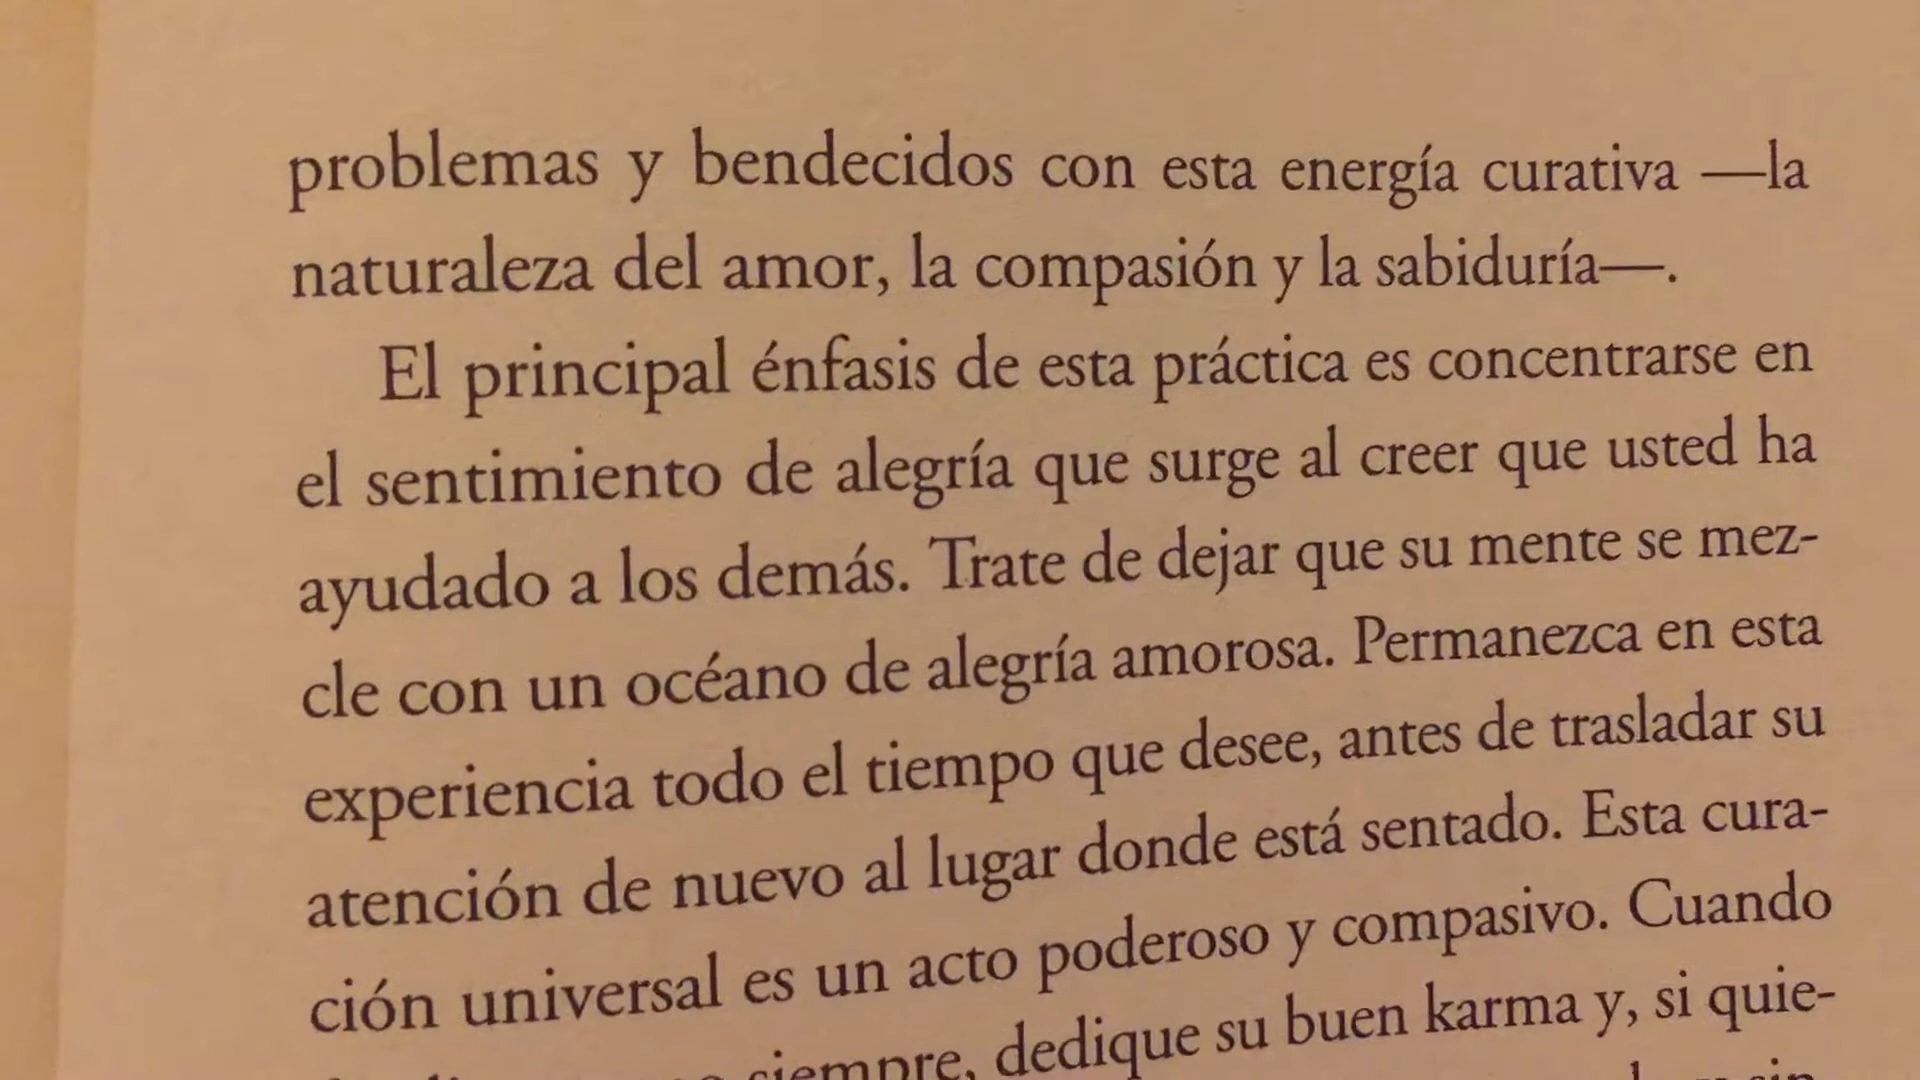 problemas y bendecidos con esta energía curativa —la
naturaleza del amor, la compasión y la sabiduría—.
El principal énfasis de esta práctica es concentrarse en
el sentimiento de alegría que surge al creer que usted ha
ayudado a los demás. Trate de dejar que su mente se mez-
cle con un océano de alegría amorosa. Permanezca en esta
experiencia todo el tiempo que desee, antes de trasladar su
atención de nuevo al lugar donde está sentado. Esta cura-
ción universal es un acto poderoso y compasivo. Cuando
siempre, dedique su buen karma y, si quie-